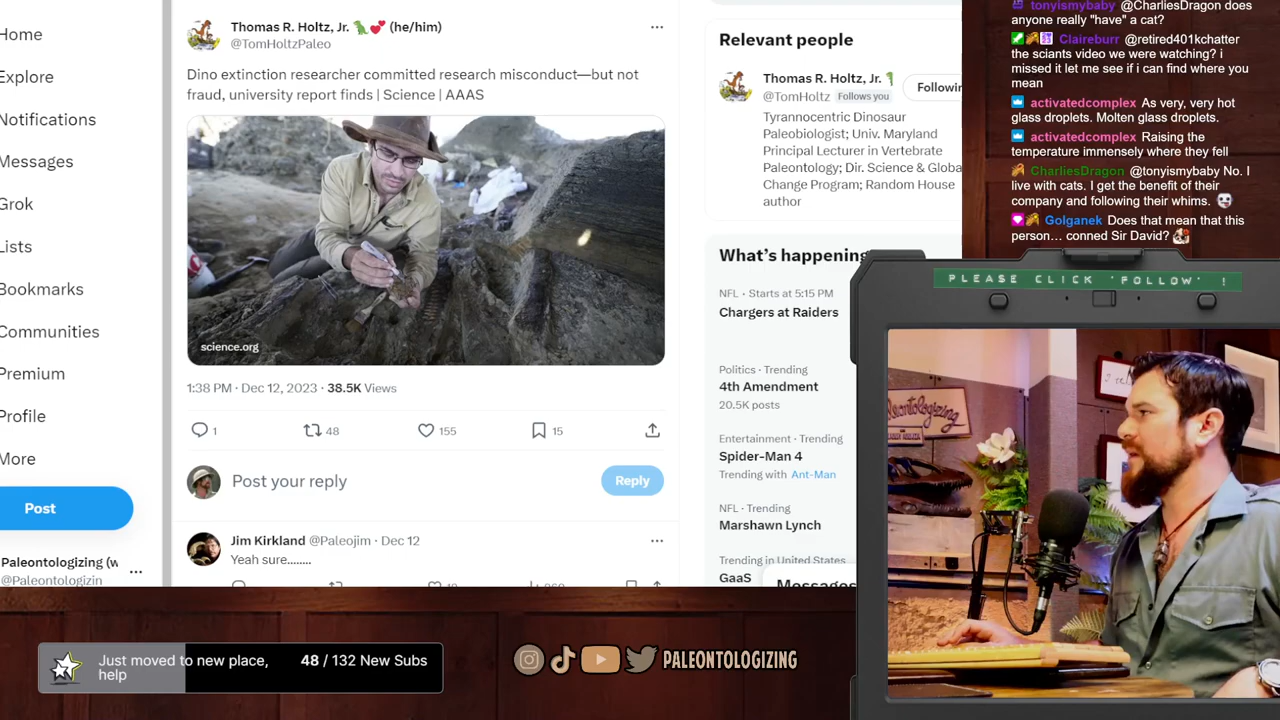 Home
Explore
Notifications
Messages
Grok
Lists
Bookmarks
Communities
Premium
Profile
More
Post
Paleontologizing (w
@Paleontologizin
Thomas R. Holtz, Jr. 🦖💕 (he/him)
@TomHoltzPaleo
Dino extinction researcher committed research misconduct—but not
fraud, university report finds | Science | AAAS
science.org
1:38 PM · Dec 12, 2023 · 38.5K Views
1
48
155
15
Post your reply
Reply
Jim Kirkland @Paleojim · Dec 12
Yeah sure........
Relevant people
Thomas R. Holtz, Jr.
@TomHoltz Follows you
Followin
Tyrannocentric Dinosaur
Paleobiologist; Univ. Maryland
Principal Lecturer in Vertebrate
Paleontology; Dir. Science & Globa
Change Program; Random House
author
What's happening
NFL · Starts at 5:15 PM
Chargers at Raiders
Politics · Trending
4th Amendment
20.5K posts
Entertainment · Trending
Spider-Man 4
Trending with Ant-Man
NFL · Trending
Marshawn Lynch
Trending in United States
GaaS
Messages
tonyismybaby @CharliesDragon does
anyone really "have" a cat?
Claireburr @retired401kchatter
the sciants video we were watching? i
missed it let me see if i can find where you
mean
activatedcomplex As very, very hot
glass droplets. Molten glass droplets.
activatedcomplex Raising the
temperature immensely where they fell
CharliesDragon @tonyismybaby No. I
live with cats. I get the benefit of their
company and following their whims.
Golganek Does that mean that this
person... conned Sir David?
PLEASE CLICK 'FOLLOW' !
Just moved to new place,
help
48 / 132 New Subs
PALEONTOLOGIZING